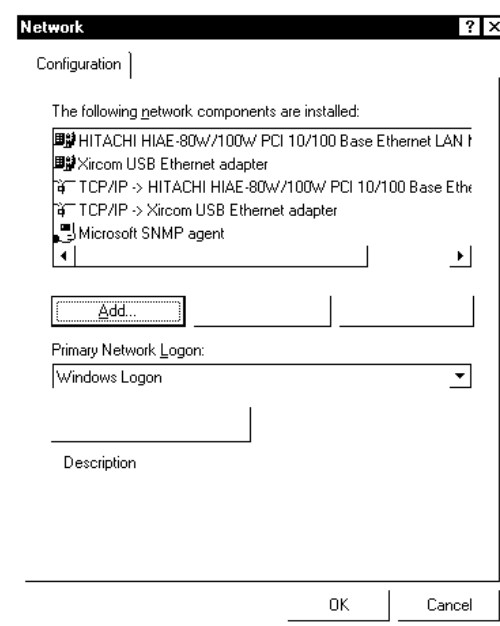 Network
Configuration
The following network components are installed:
HITACHI HIAE-80W/100W PCI 10/100 Base Ethernet LAN
Xircom USB Ethernet adapter
TCP/IP -> HITACHI HIAE-80W/100W PCI 10/100 Base Ethe
TCP/IP -> Xircom USB Ethernet adapter
Microsoft SNMP agent
Add...
Primary Network Logon:
Windows Logon
Description
OK Cancel